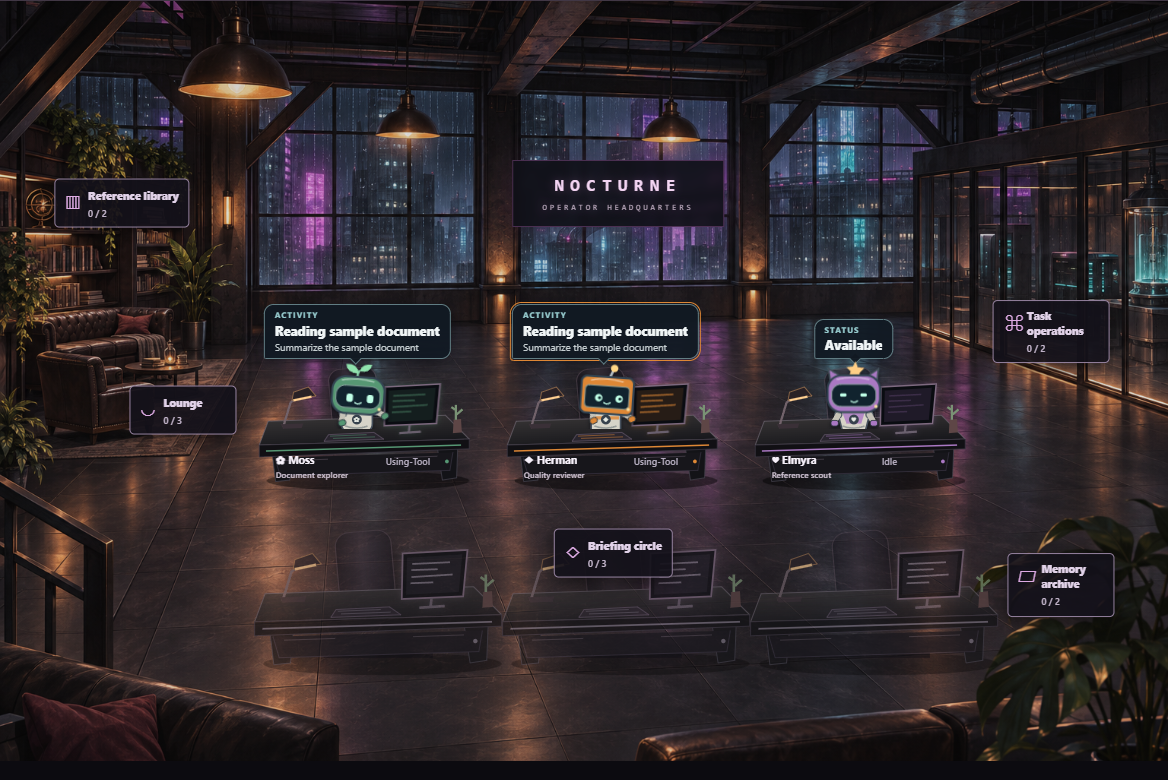 NOCTURNE
OPERATOR HEADQUARTERS
Reference library
0 / 2
ACTIVITY
Reading sample document
Summarize the sample document
ACTIVITY
Reading sample document
Summarize the sample document
STATUS
Available
Task
operations
0 / 2
Lounge
0 / 3
Moss
Using-Tool
Document explorer
Herman
Using-Tool
Quality reviewer
Elmyra
Idle
Reference scout
Briefing circle
0 / 3
Memory
archive
0 / 2